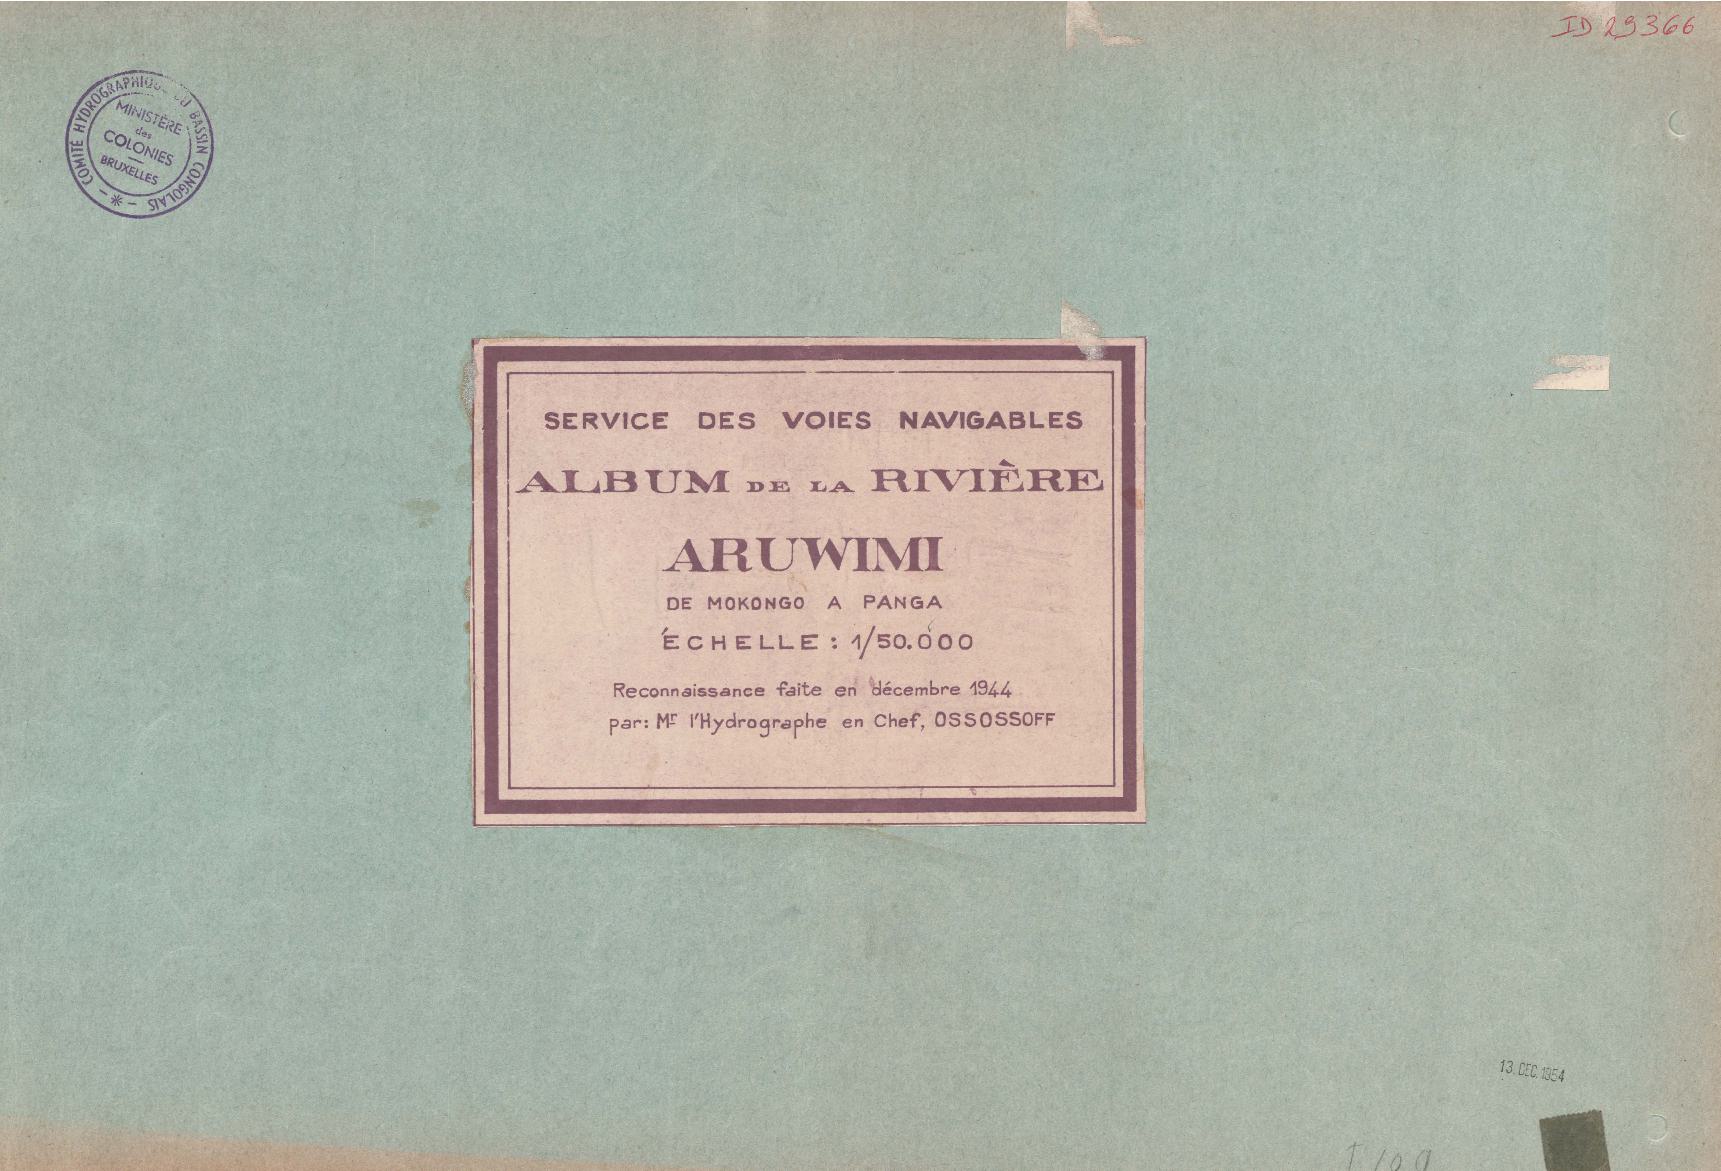 ID 29366
COMITÉ HYDROGRAPHIQUE DU BASSIN CONGOLAIS
MINISTÈRE
des
COLONIES
BRUXELLES
SERVICE DES VOIES NAVIGABLES
ALBUM DE LA RIVIÈRE
ARUWIMI
DE MOKONGO A PANGA
ÉCHELLE: 1/50.000
Reconnaissance faite en décembre 1944
par: Mr l'Hydrographe en Chef, OSSOSSOFF
13. DEC. 1954